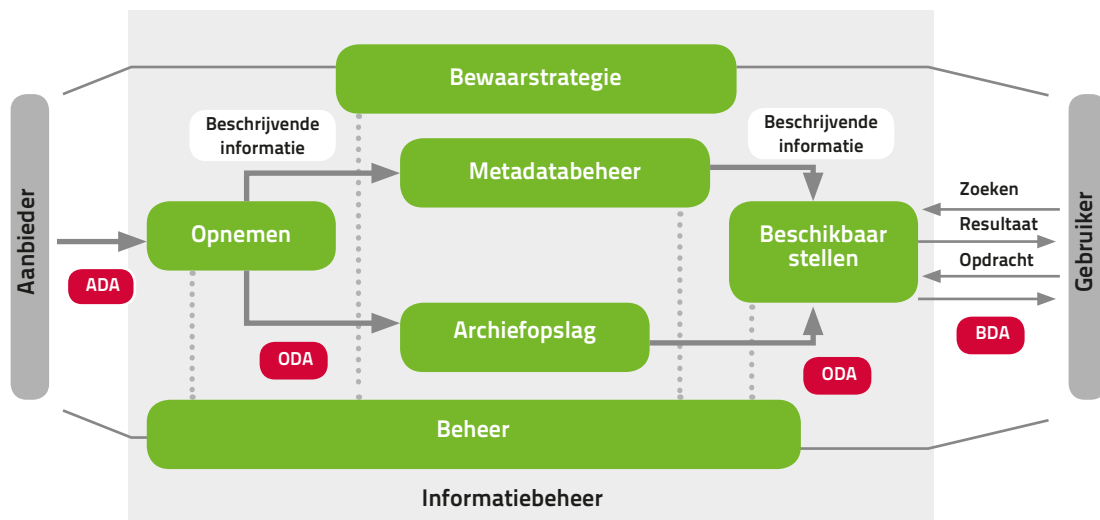 Bewaarstrategie
Beschrijvende
informatie
Beschrijvende
informatie
Metadatabeheer
Aanbieder
Opnemen
ADA
Beschikbaar
stellen
Zoeken
Resultaat
Opdracht
BDA
Gebruiker
Archiefopslag
ODA
ODA
Beheer
Informatiebeheer